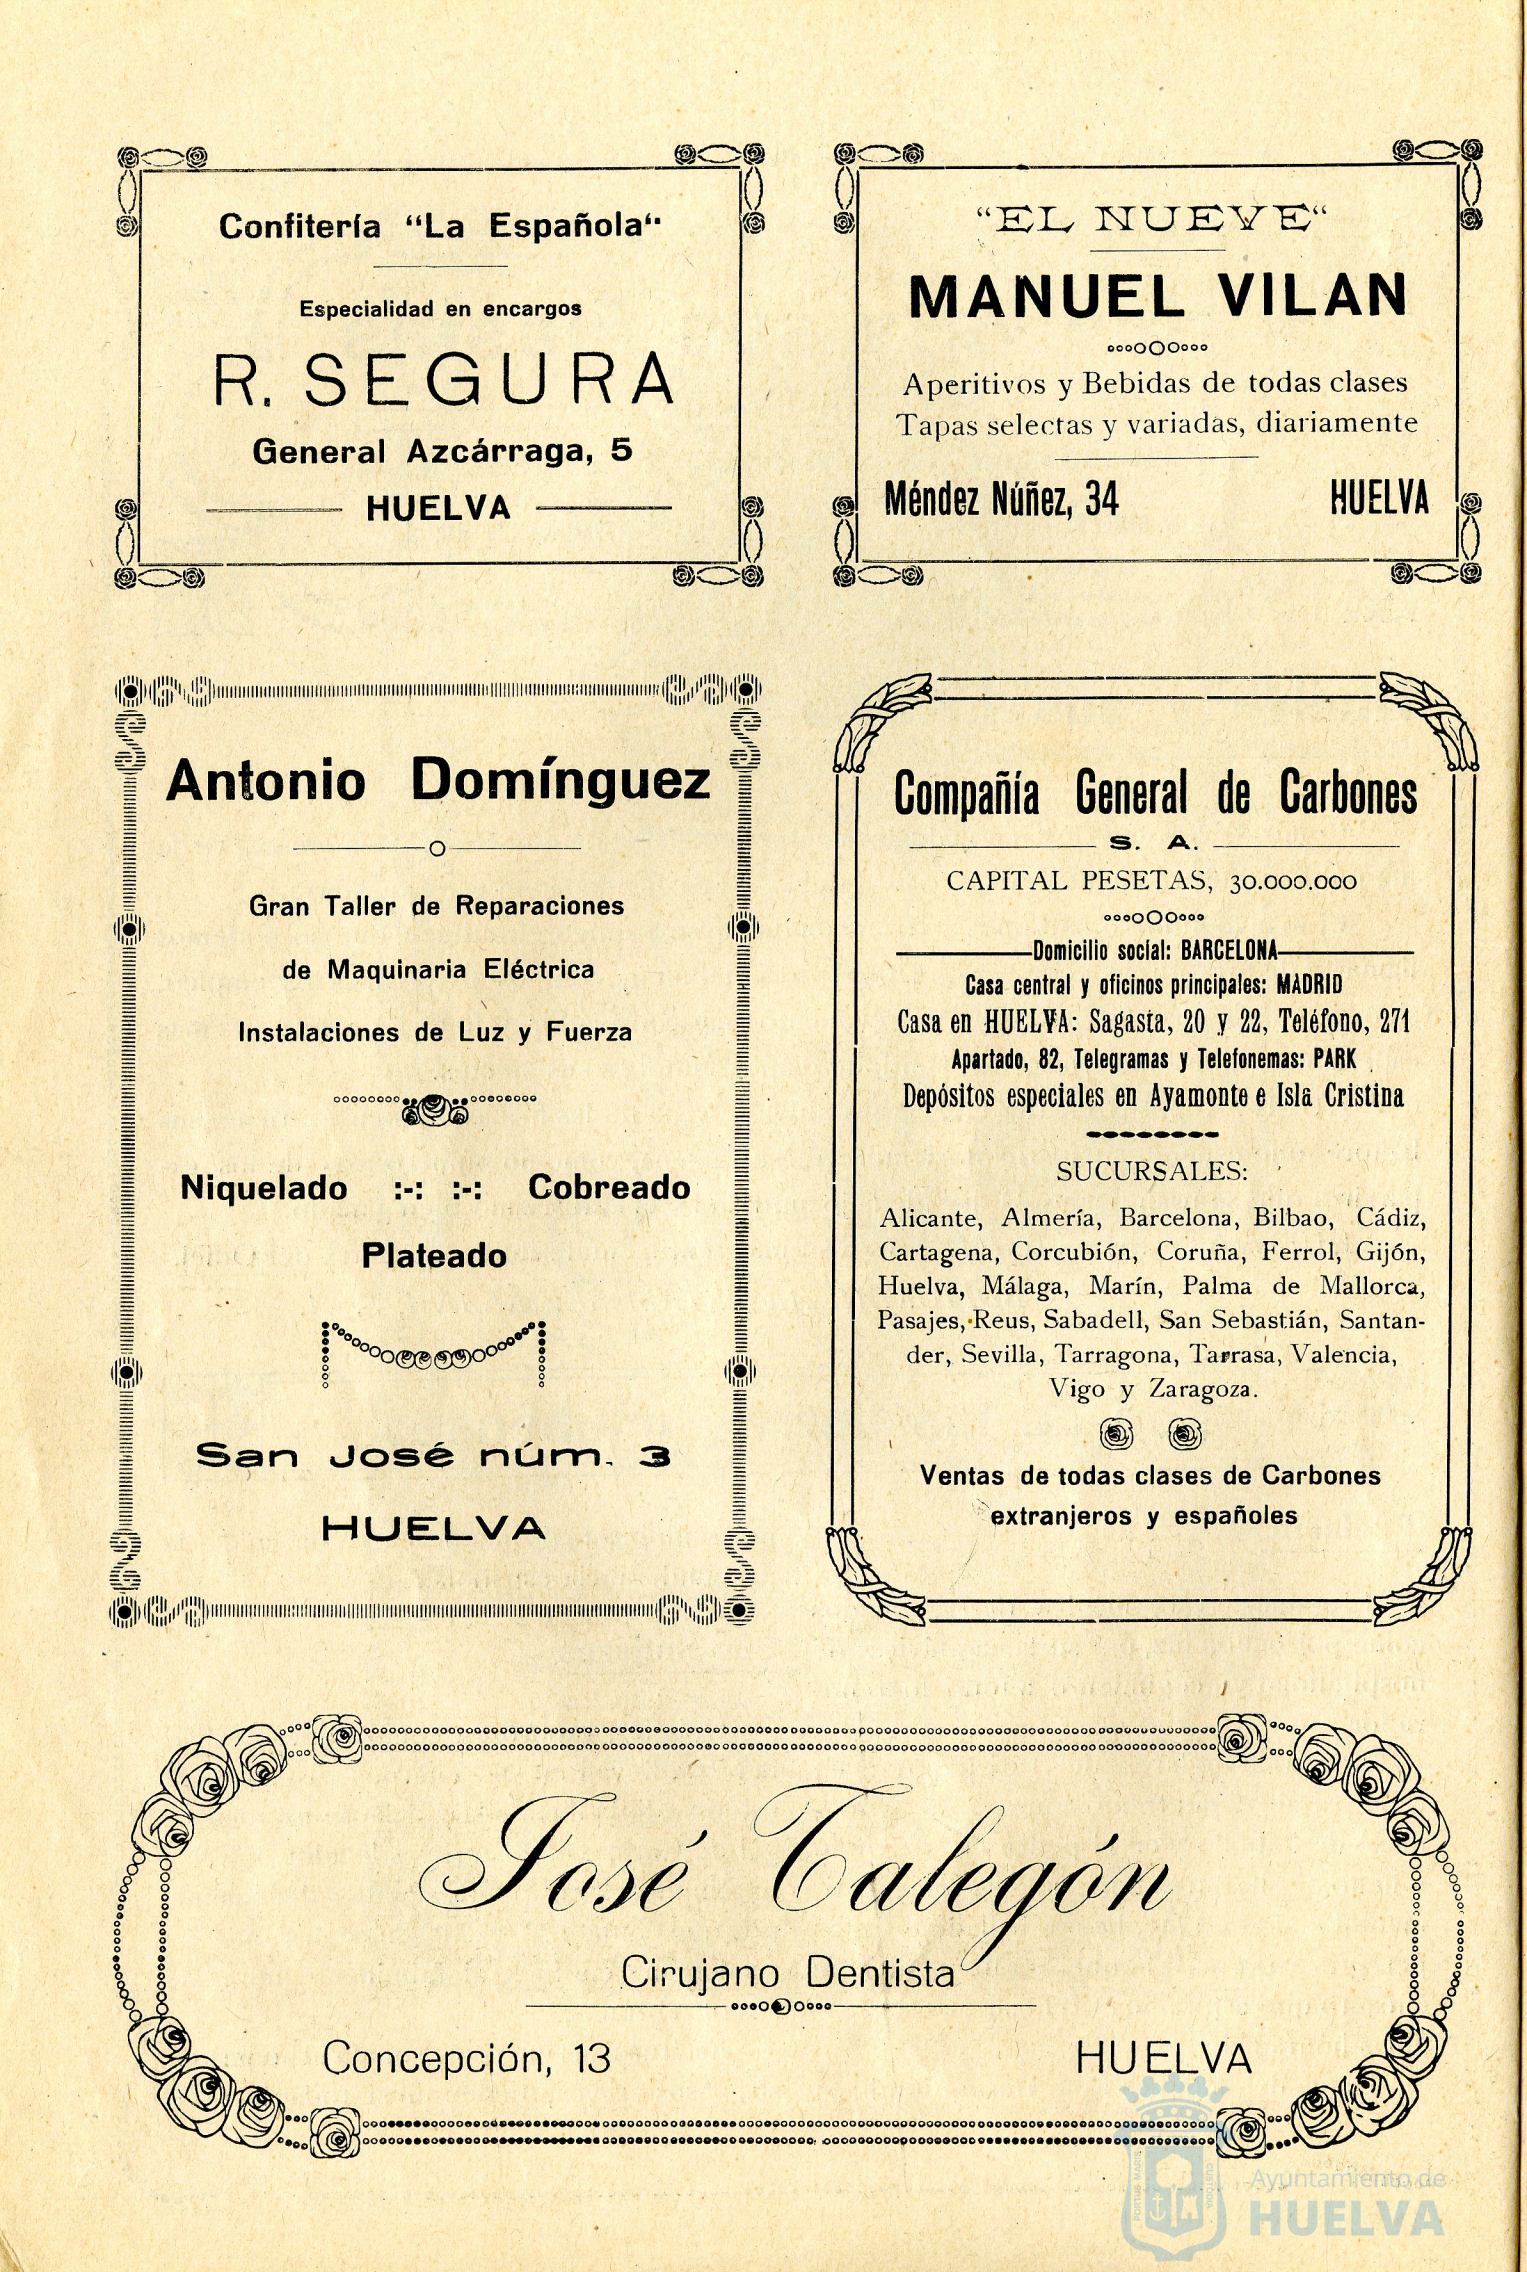 Confitería "La Española"
Especialidad en encargos
R. SEGURA
General Azcárraga, 5
HUELVA
"EL NUEVE"
MANUEL VILAN
Aperitivos y Bebidas de todas clases
Tapas selectas y variadas, diariamente
Méndez Núñez, 34 HUELVA
Antonio Domínguez
Gran Taller de Reparaciones
de Maquinaria Eléctrica
Instalaciones de Luz y Fuerza
Niquelado :-: :-: Cobreado
Plateado
San José núm. 3
HUELVA
Compañía General de Carbones
S. A.
CAPITAL PESETAS, 30.000.000
Domicilio social: BARCELONA
Casa central y oficinos principales: MADRID
Casa en HUELVA: Sagasta, 20 y 22, Teléfono, 271
Apartado, 82, Telegramas y Telefonemas: PARK
Depósitos especiales en Ayamonte e Isla Cristina
SUCURSALES:
Alicante, Almería, Barcelona, Bilbao, Cádiz,
Cartagena, Corcubión, Coruña, Ferrol, Gijón,
Huelva, Málaga, Marín, Palma de Mallorca,
Pasajes, Reus, Sabadell, San Sebastián, Santan-
der, Sevilla, Tarragona, Tarrasa, Valencia,
Vigo y Zaragoza.
Ventas de todas clases de Carbones
extranjeros y españoles
José Talegón
Cirujano Dentista
Concepción, 13 HUELVA
PORTUS MARIS CUSTODIA
Ayuntamiento de
HUELVA